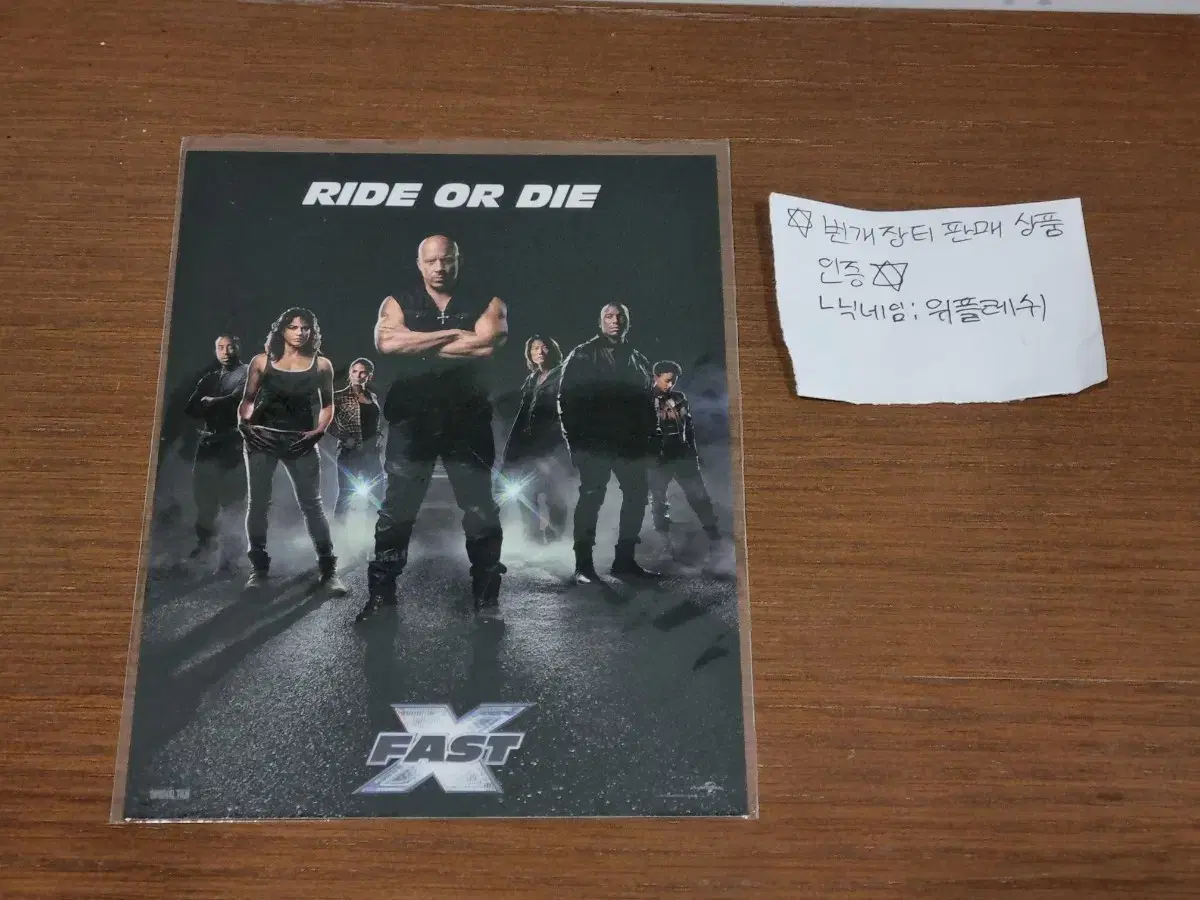 RIDE OR DIE
FAST X
☆ 번개장터 판매 상품
인증 ☆
닉네임: 위플레쉬